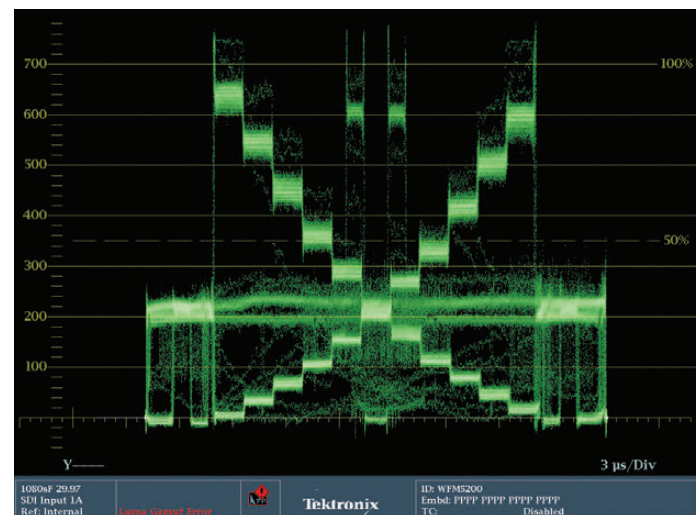 700
100%
600
500
400
50%
300
200
100
Y----
3 µs/Div
1080sF 29.97
SDI Input 1A
Ref: Internal
Luma Gamut Error
Tektronix
ID: WFM5200
Embd: PPPP PPPP PPPP PPPP
TC: Disabled